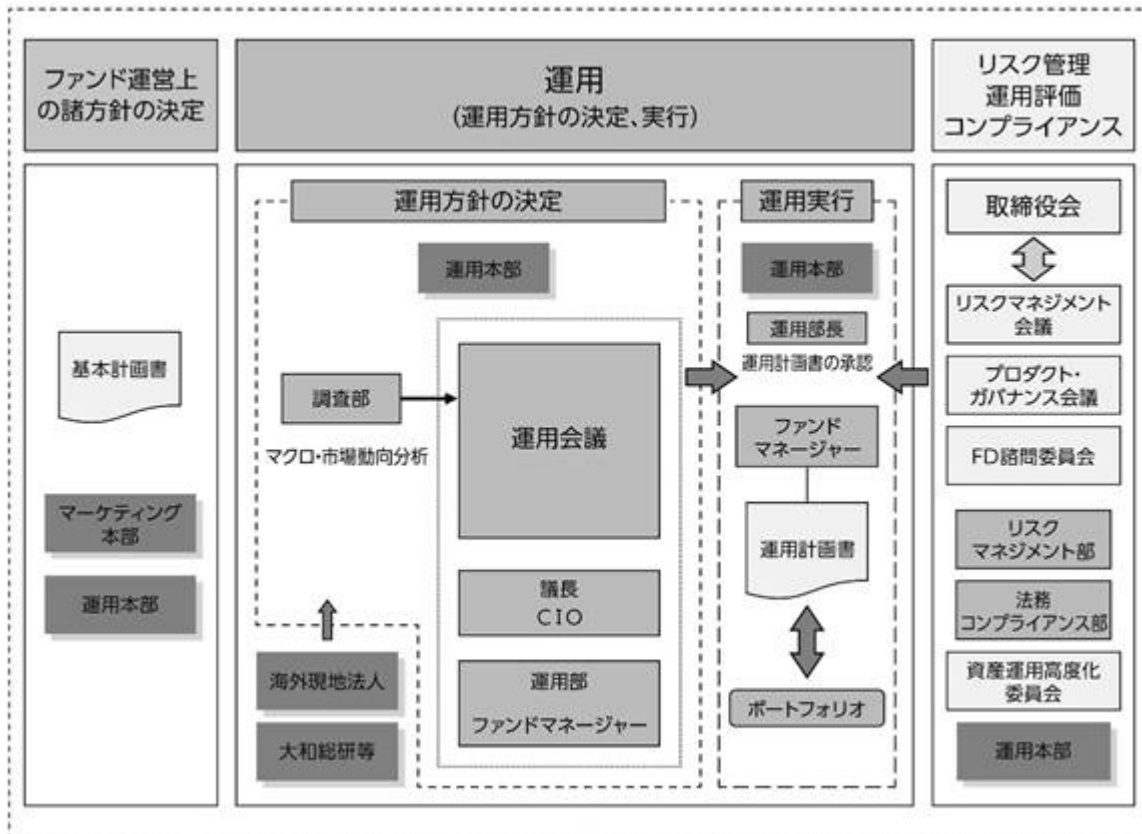 ファンド運営上
の諸方針の決定
運用
(運用方針の決定、実行)
リスク管理
運用評価
コンプライアンス
基本計画書
マーケティング
本部
運用本部
運用方針の決定
運用本部
調査部
マクロ・市場動向分析
運用会議
議長
CIO
運用部
ファンドマネージャー
海外現地法人
大和総研等
運用実行
運用本部
運用部長
運用計画書の承認
ファンド
マネージャー
運用計画書
ポートフォリオ
取締役会
リスクマネジメント
会議
プロダクト・
ガバナンス会議
FD諮問委員会
リスク
マネジメント部
法務
コンプライアンス部
資産運用高度化
委員会
運用本部